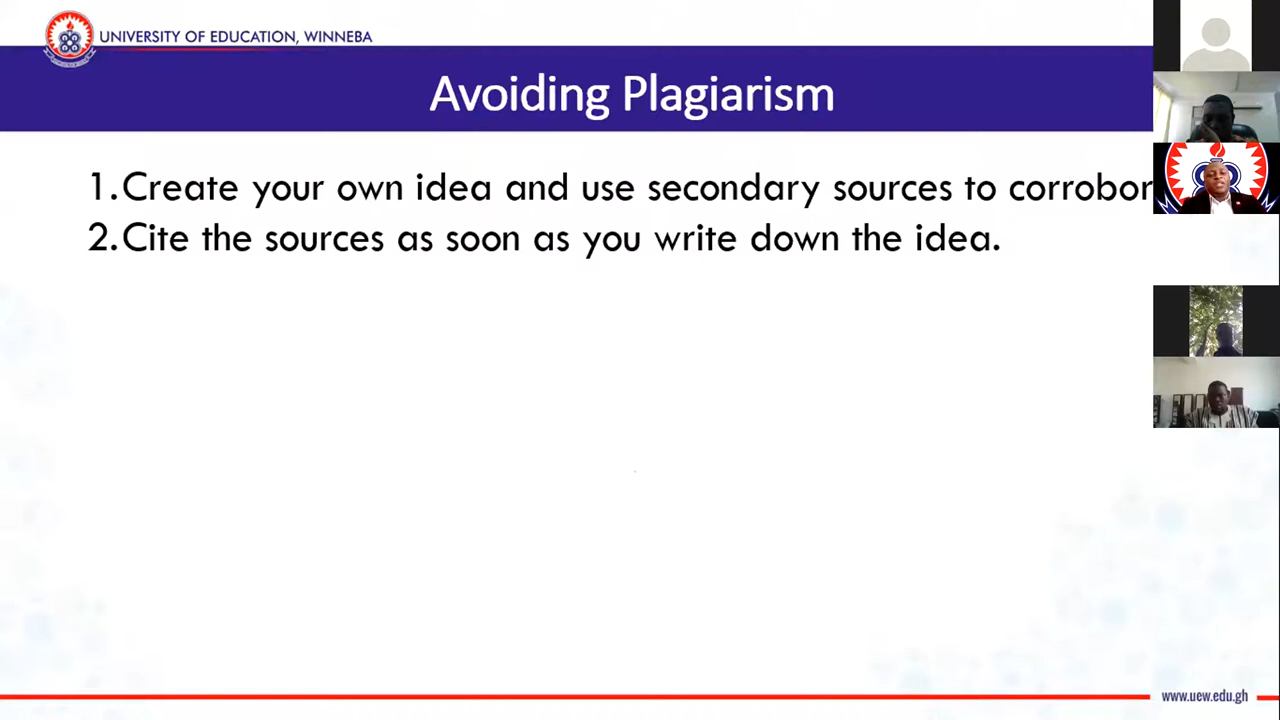 UNIVERSITY OF EDUCATION, WINNEBA
Avoiding Plagiarism
1. Create your own idea and use secondary sources to corrobor
2. Cite the sources as soon as you write down the idea.
www.uew.edu.gh